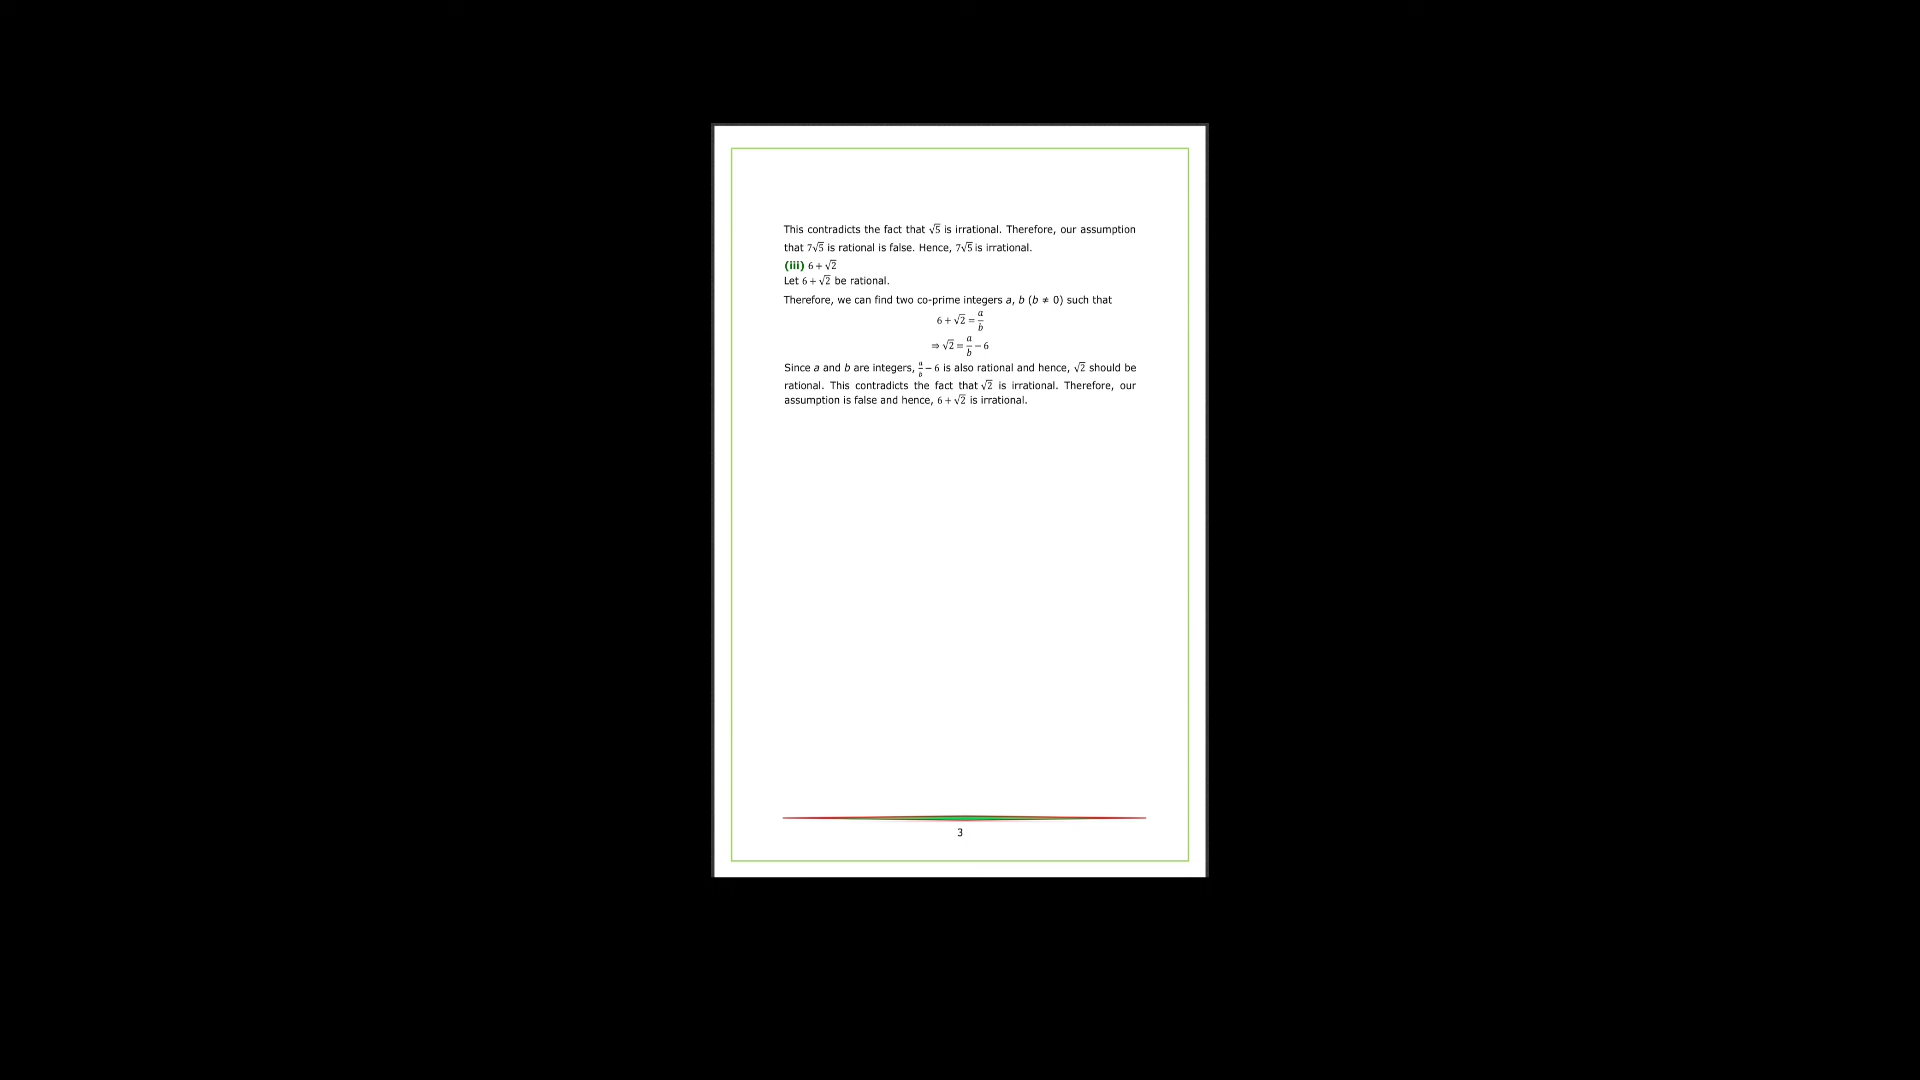 This contradicts the fact that √5 is irrational. Therefore, our assumption
that 7√5 is rational is false. Hence, 7√5 is irrational.
(iii) 6 + √2
Let 6 + √2 be rational.
Therefore, we can find two co-prime integers a, b (b ≠ 0) such that
6 + √2 = a/b
⇒ √2 = a/b − 6
Since a and b are integers, a/b − 6 is also rational and hence, √2 should be
rational. This contradicts the fact that √2 is irrational. Therefore, our
assumption is false and hence, 6 + √2 is irrational.
3